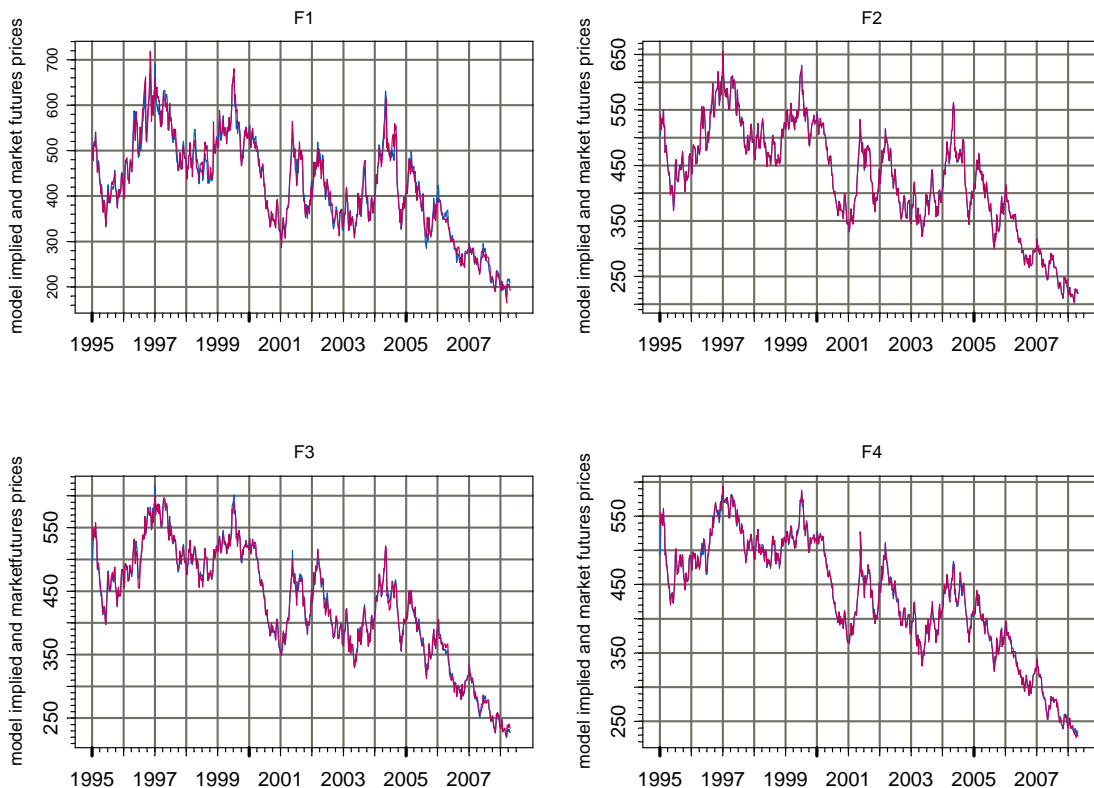 F1
model implied and market futures prices
700
600
500
400
300
200
1995 1997 1999 2001 2003 2005 2007
F2
model implied and market futures prices
650
550
450
350
250
1995 1997 1999 2001 2003 2005 2007
F3
model implied and marketfutures prices
550
450
350
250
1995 1997 1999 2001 2003 2005 2007
F4
model implied and market futures prices
550
450
350
250
1995 1997 1999 2001 2003 2005 2007